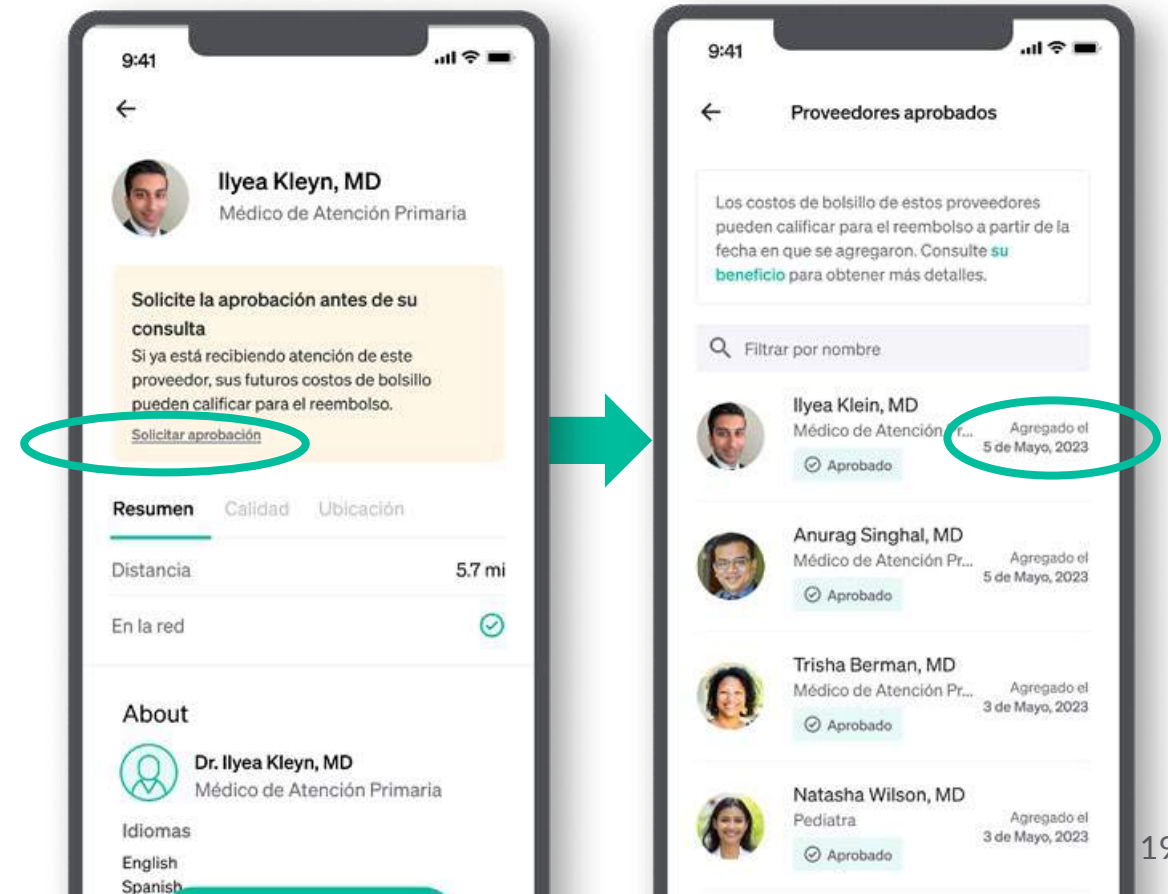 9:41
Ilyea Kleyn, MD
Médico de Atención Primaria
Solicite la aprobación antes de su
consulta
Si ya está recibiendo atención de este
proveedor, sus futuros costos de bolsillo
pueden calificar para el reembolso.
Solicitar aprobación
Resumen Calidad Ubicación
Distancia 5.7 mi
En la red
About
Dr. Ilyea Kleyn, MD
Médico de Atención Primaria
Idiomas
English
Spanish
9:41
Proveedores aprobados
Los costos de bolsillo de estos proveedores
pueden calificar para el reembolso a partir de la
fecha en que se agregaron. Consulte su
beneficio para obtener más detalles.
Filtrar por nombre
Ilyea Klein, MD
Médico de Atención Pr... Agregado el
5 de Mayo, 2023
Aprobado
Anurag Singhal, MD
Médico de Atención Pr... Agregado el
5 de Mayo, 2023
Aprobado
Trisha Berman, MD
Médico de Atención Pr... Agregado el
3 de Mayo, 2023
Aprobado
Natasha Wilson, MD
Pediatra Agregado el
3 de Mayo, 2023
Aprobado
19